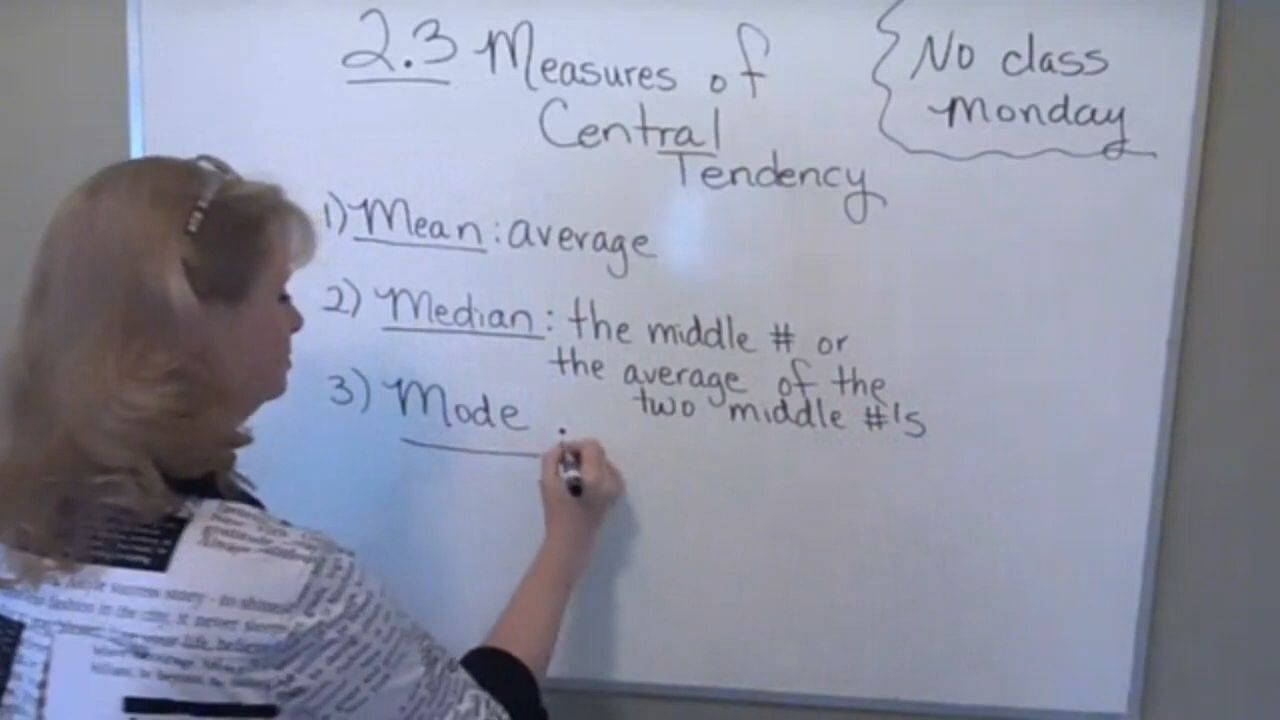 2.3 Measures of
Central
Tendency
No class
Monday
1) Mean: average
2) Median: the middle # or
the average of the
two middle #'s
3) Mode :